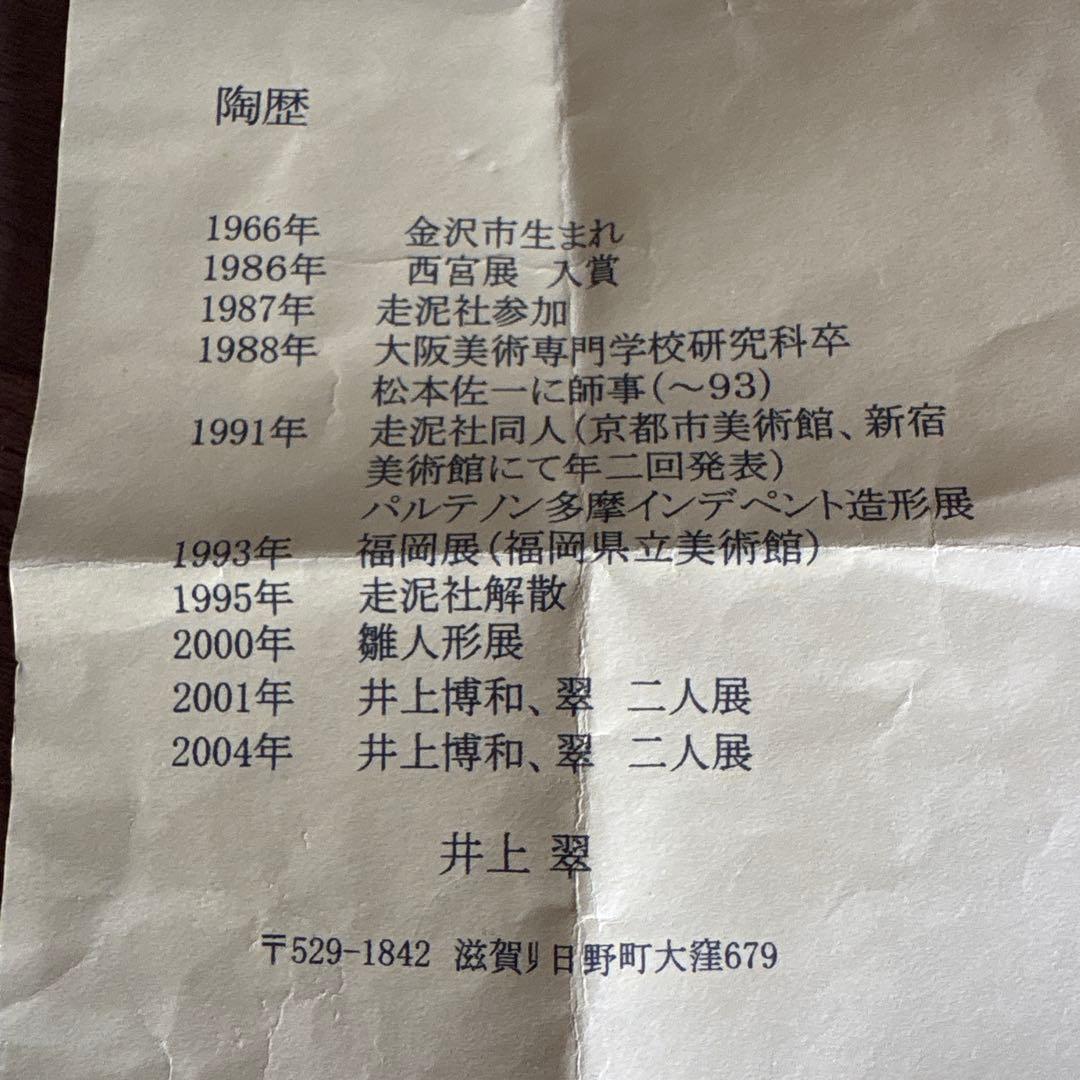 陶歴
1966年 金沢市生まれ
1986年 西宮展 入賞
1987年 走泥社参加
1988年 大阪美術専門学校研究科卒
松本佐一に師事(～93)
1991年 走泥社同人(京都市美術館、新宿
美術館にて年二回発表)
パルテノン多摩インデペント造形展
1993年 福岡展(福岡県立美術館)
1995年 走泥社解散
2000年 雛人形展
2001年 井上博和、翠 二人展
2004年 井上博和、翠 二人展
井上 翠
〒529-1842 滋賀 日野町大窪679